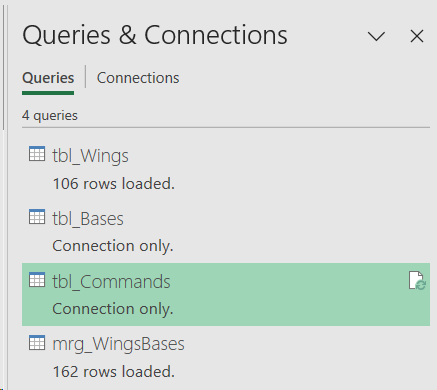 Queries & Connections
Queries
Connections
4 queries
tbl_Wings
106 rows loaded.
tbl_Bases
Connection only.
tbl_Commands
Connection only.
mrg_WingsBases
162 rows loaded.